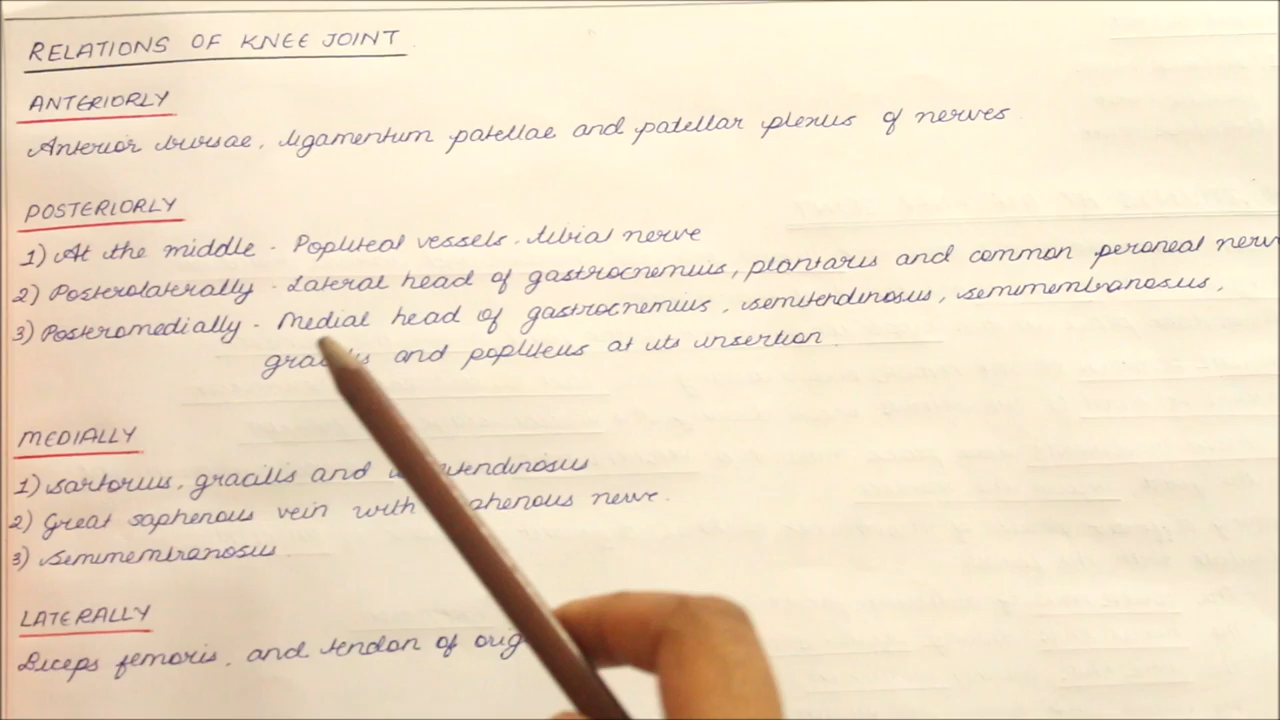 RELATIONS OF KNEE JOINT
ANTERIORLY
Anterior bursae, ligamentum patellae and patellar plexus of nerves.
POSTERIORLY
1) At the middle - Popliteal vessels, tibial nerve
2) Posterolaterally - Lateral head of gastrocnemius, plantaris and common peroneal nerv
3) Posteromedially - Medial head of gastrocnemius, semitendinosus, semimembranosus,
and popliteus at its insertion
MEDIALLY
1) Sartorius, gracilis and
2) Great saphenous vein with nerve.
3) Semimembranosus
LATERALLY
Biceps femoris, and tendon of